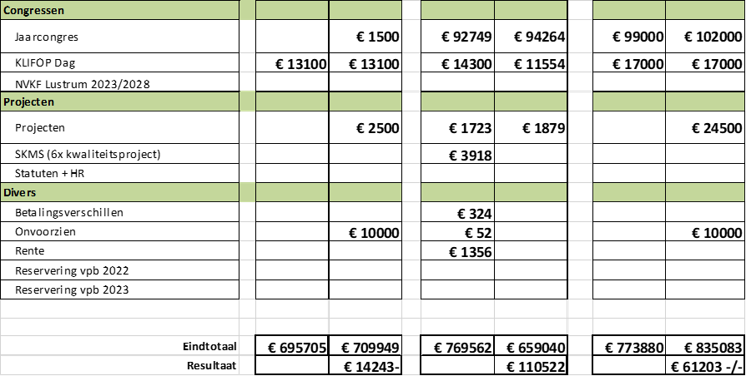 Congressen
Jaarcongres € 1500 € 92749 € 94264 € 99000 € 102000
KLIFOP Dag € 13100 € 13100 € 14300 € 11554 € 17000 € 17000
NVKF Lustrum 2023/2028
Projecten
Projecten € 2500 € 1723 € 1879 € 24500
SKMS (6x kwaliteitsproject) € 3918
Statuten + HR
Divers
Betalingsverschillen € 324
Onvoorzien € 10000 € 52 € 10000
Rente € 1356
Reservering vpb 2022
Reservering vpb 2023
Eindtotaal € 695705 € 709949 € 769562 € 659040 € 773880 € 835083
Resultaat € 14243- € 110522 € 61203 -/-